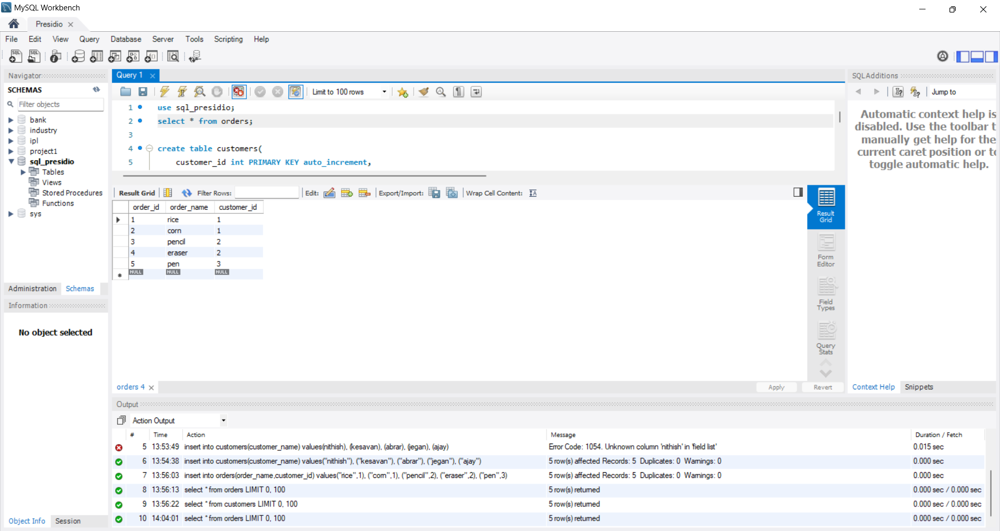 MySQL Workbench
Presidio
File Edit View Query Database Server Tools Scripting Help
Navigator
SCHEMAS
Filter objects
bank
industry
ipl
project1
sql_presidio
Tables
Views
Stored Procedures
Functions
sys
Administration Schemas
Information
No object selected
Object Info Session
Query 1
Limit to 100 rows
1 use sql_presidio;
2 select * from orders;
3
4 create table customers(
5 customer_id int PRIMARY KEY auto_increment,
Result Grid Filter Rows: Edit: Export/Import: Wrap Cell Content:
order_id order_name customer_id
1 rice 1
2 corn 1
3 pencil 2
4 eraser 2
5 pen 3
NULL NULL NULL
Result
Grid
Form
Editor
Field
Types
Query
Stats
orders 4
Apply Revert
SQLAdditions
Jump to
Automatic context help is
disabled. Use the toolbar t
manually get help for the
current caret position or to
toggle automatic help.
Context Help Snippets
Output
Action Output
# Time Action Message Duration / Fetch
5 13:53:49 insert into customers(customer_name) values(nithish), (kesavan), (abrar), (jegan), (ajay) Error Code: 1054. Unknown column 'nithish' in 'field list' 0.015 sec
6 13:54:38 insert into customers(customer_name) values("nithish"), ("kesavan"), ("abrar"), ("jegan"), ("ajay") 5 row(s) affected Records: 5 Duplicates: 0 Warnings: 0 0.000 sec
7 13:56:03 insert into orders(order_name,customer_id) values("rice",1), ("corn",1), ("pencil",2), ("eraser",2), ("pen",3) 5 row(s) affected Records: 5 Duplicates: 0 Warnings: 0 0.000 sec
8 13:56:13 select * from orders LIMIT 0, 100 5 row(s) returned 0.000 sec / 0.000 sec
9 13:56:22 select * from customers LIMIT 0, 100 5 row(s) returned 0.000 sec / 0.000 sec
10 14:04:01 select * from orders LIMIT 0, 100 5 row(s) returned 0.000 sec / 0.000 sec